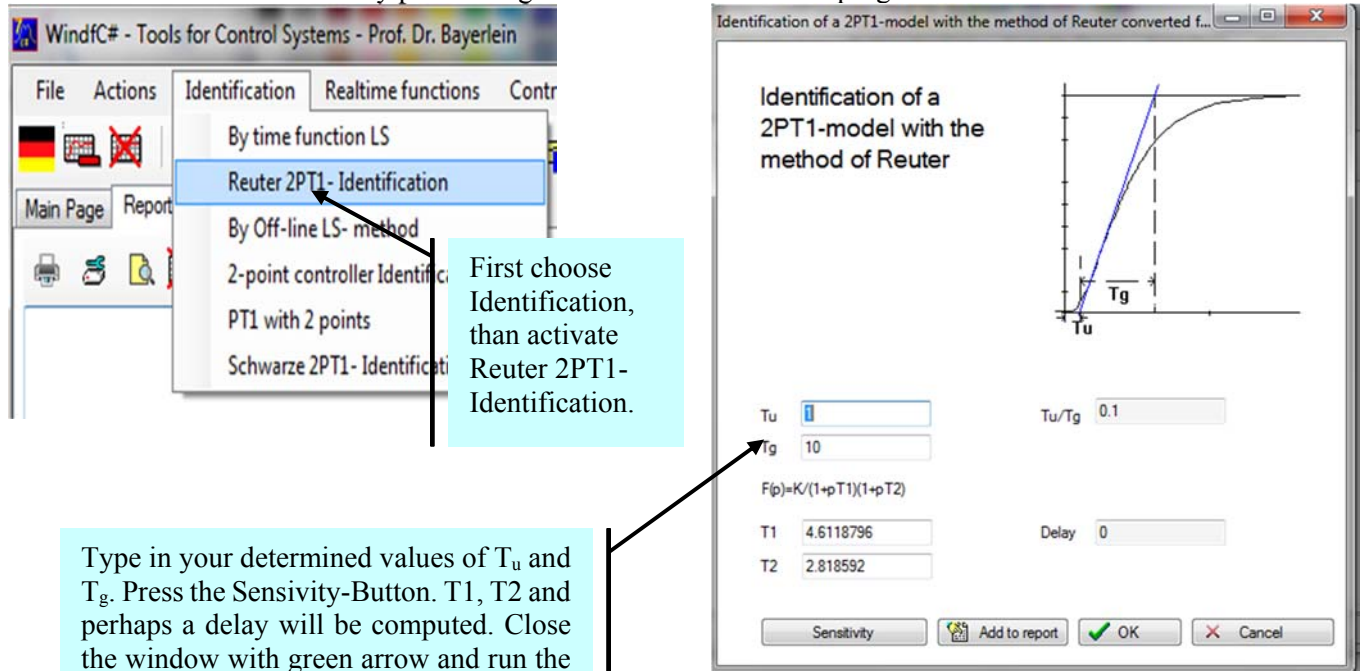 WindfC# - Tools for Control Systems - Prof. Dr. Bayerlein
File Actions Identification Realtime functions
By time function LS
Reuter 2PT1- Identification
Main Page Report
By Off-line LS- method
2-point controller
PT1 with 2 points
Schwarze 2PT1-
First choose
Identification,
than activate
Reuter 2PT1-
Identification.
Type in your determined values of Tu and
Tg. Press the Sensivity-Button. T1, T2 and
perhaps a delay will be computed. Close
the window with green arrow and run the
Identification of a 2PT1-model with the method of Reuter converted f...
Identification of a
2PT1-model with the
method of Reuter
Tg
Tu
Tu 1 Tu/Tg 0.1
Tg 10
F(p)=K/(1+pT1)(1+pT2)
T1 4.6118796 Delay 0
T2 2.818592
Sensitivity Add to report OK Cancel